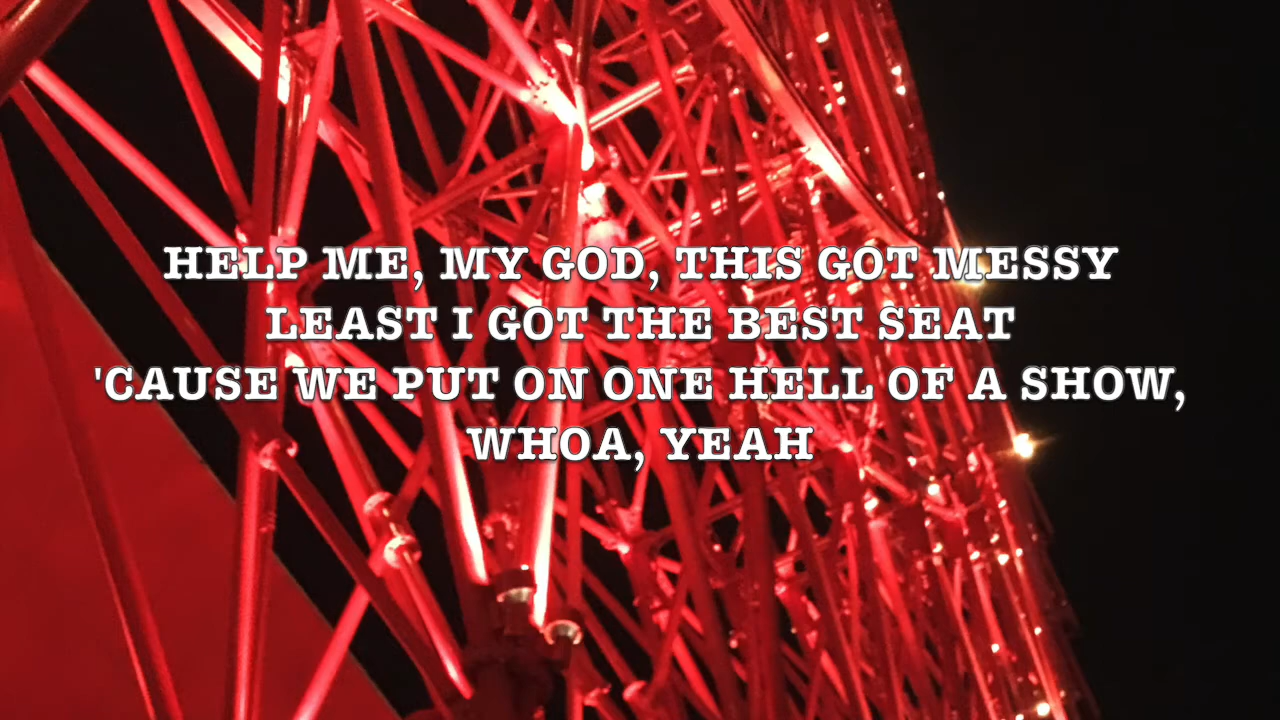 HELP ME, MY GOD, THIS GOT MESSY
LEAST I GOT THE BEST SEAT
'CAUSE WE PUT ON ONE HELL OF A SHOW,
WHOA, YEAH